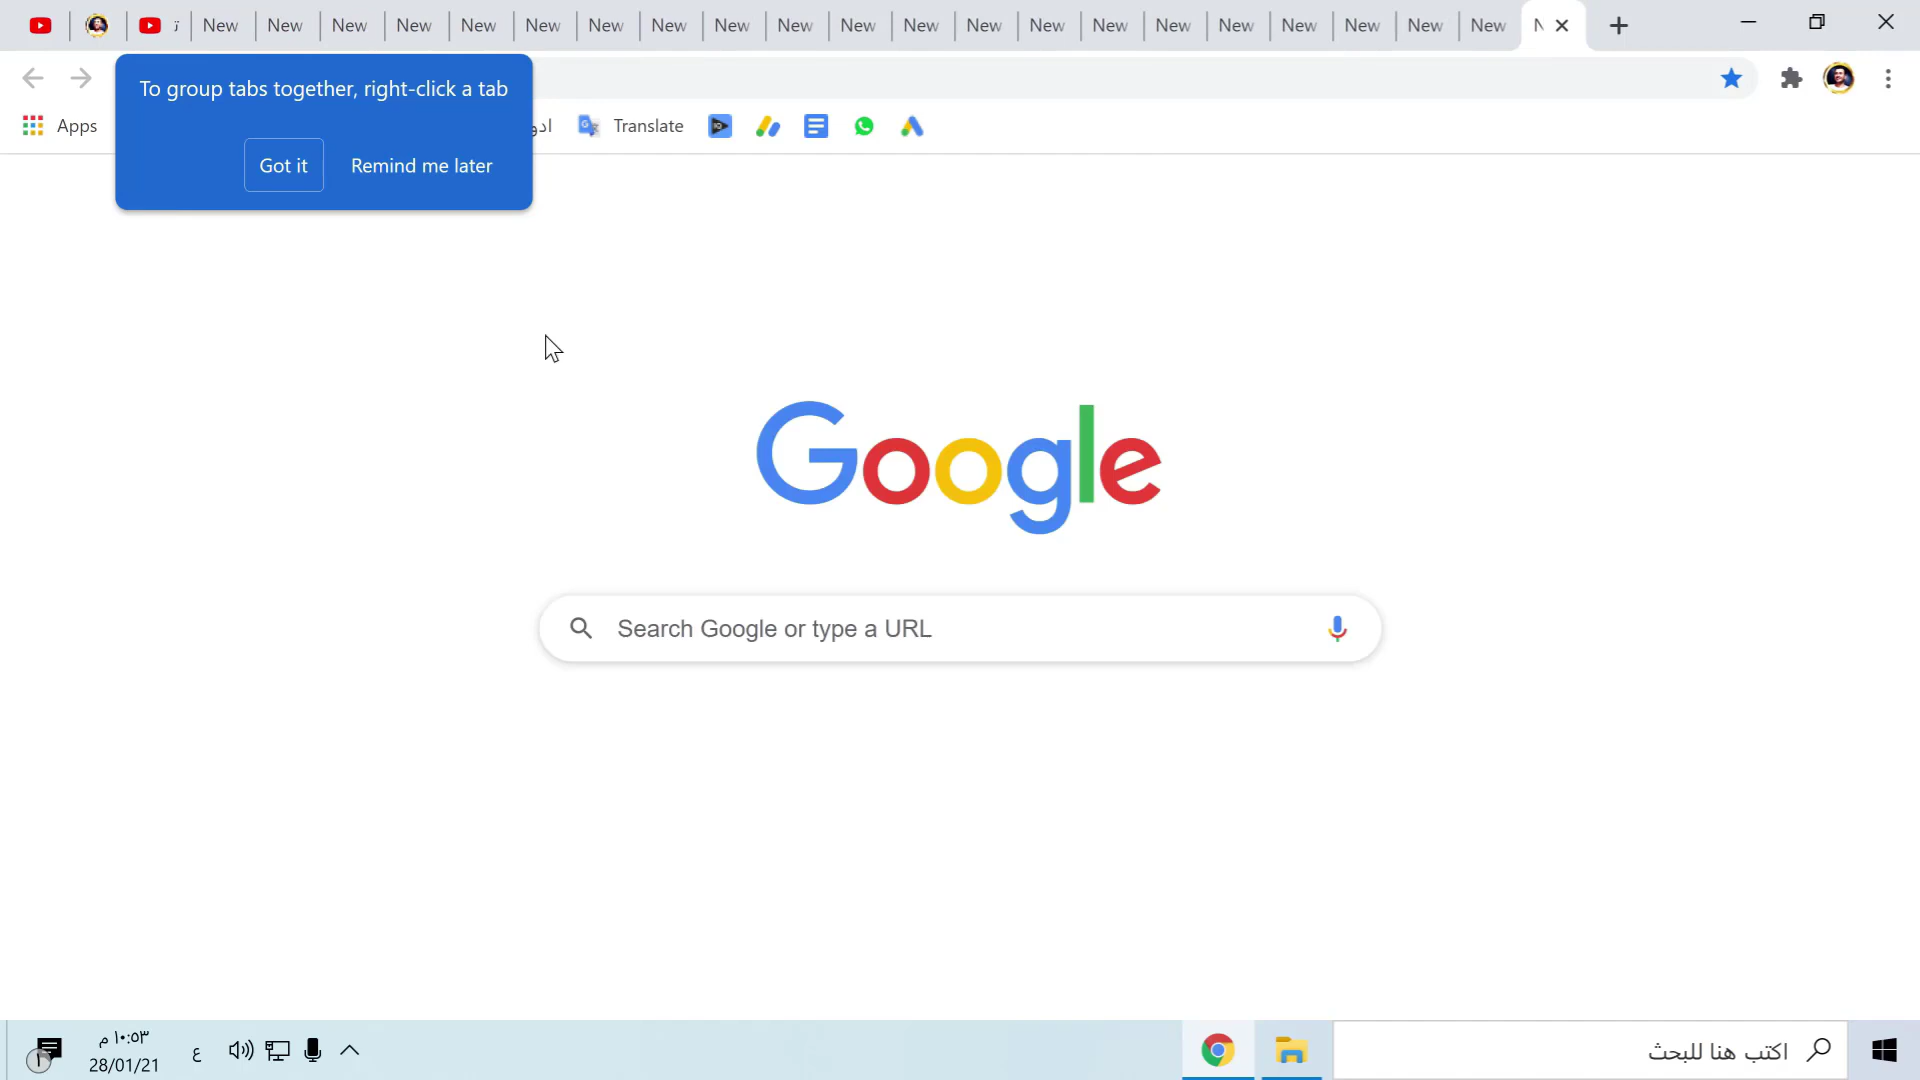 New New New New New New New New New New New New New New New New New New New New New
To group tabs together, right-click a tab
Got it Remind me later
Apps Translate
Google
Search Google or type a URL
١٠:٥٣ م
28/01/21
ع
اكتب هنا للبحث